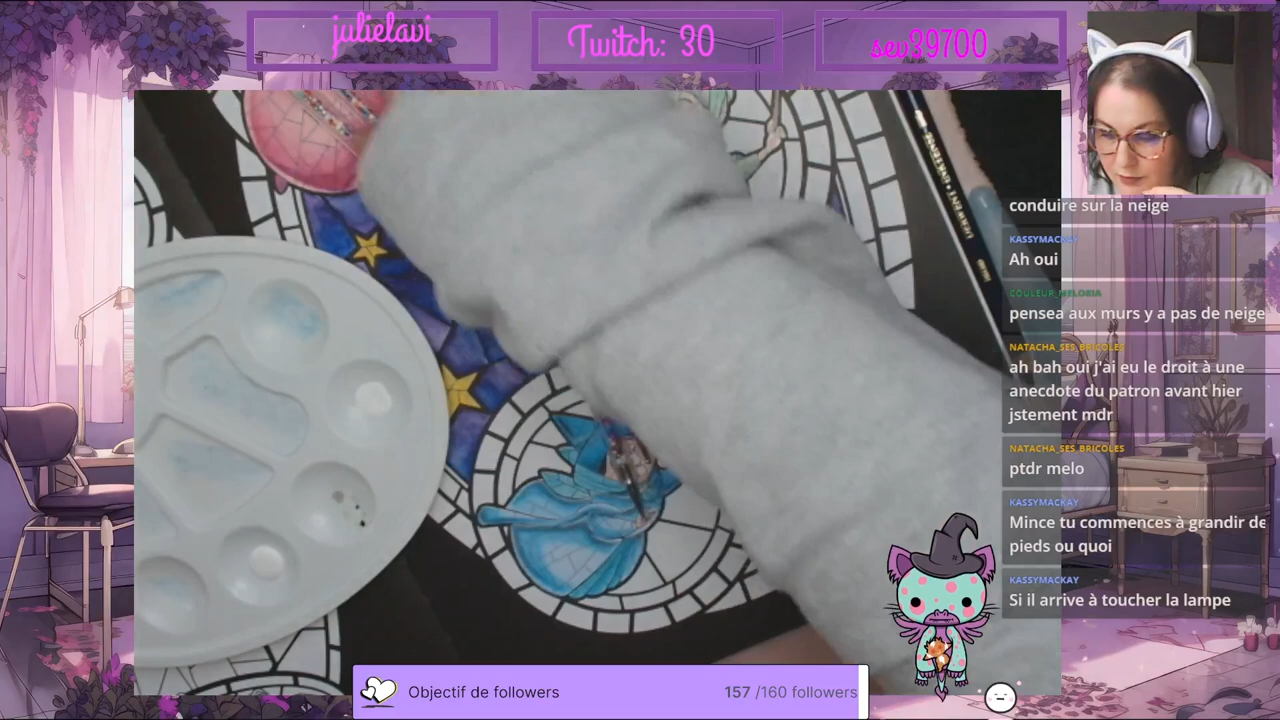 julielavi
Twitch: 30
sev39700
conduire sur la neige
KASSYMACKAY
Ah oui
COULEUR_MELORIA
pensea aux murs y a pas de neige
NATACHA_SES_BRICOLES
ah bah oui j'ai eu le droit à une
anecdote du patron avant hier
jstement mdr
NATACHA_SES_BRICOLES
ptdr melo
KASSYMACKAY
Mince tu commences à grandir de
pieds ou quoi
KASSYMACKAY
Si il arrive à toucher la lampe
Objectif de followers
157 /160 followers